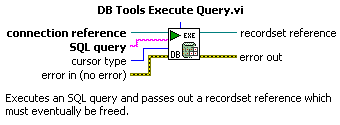 DB Tools Execute Query.vi
connection reference
recordset reference
SQL query
EXE
cursor type
DB
error in (no error)
error out
Executes an SQL query and passes out a recordset reference which
must eventually be freed.